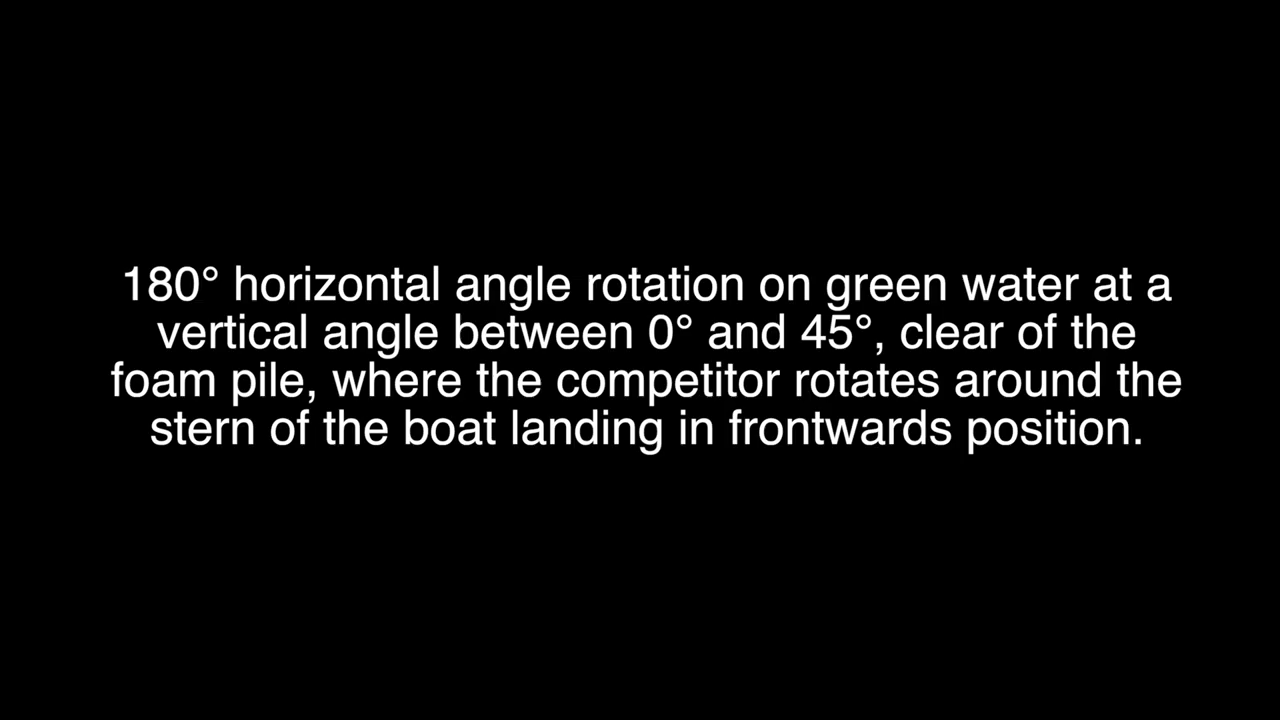 180° horizontal angle rotation on green water at a
vertical angle between 0° and 45°, clear of the
foam pile, where the competitor rotates around the
stern of the boat landing in frontwards position.